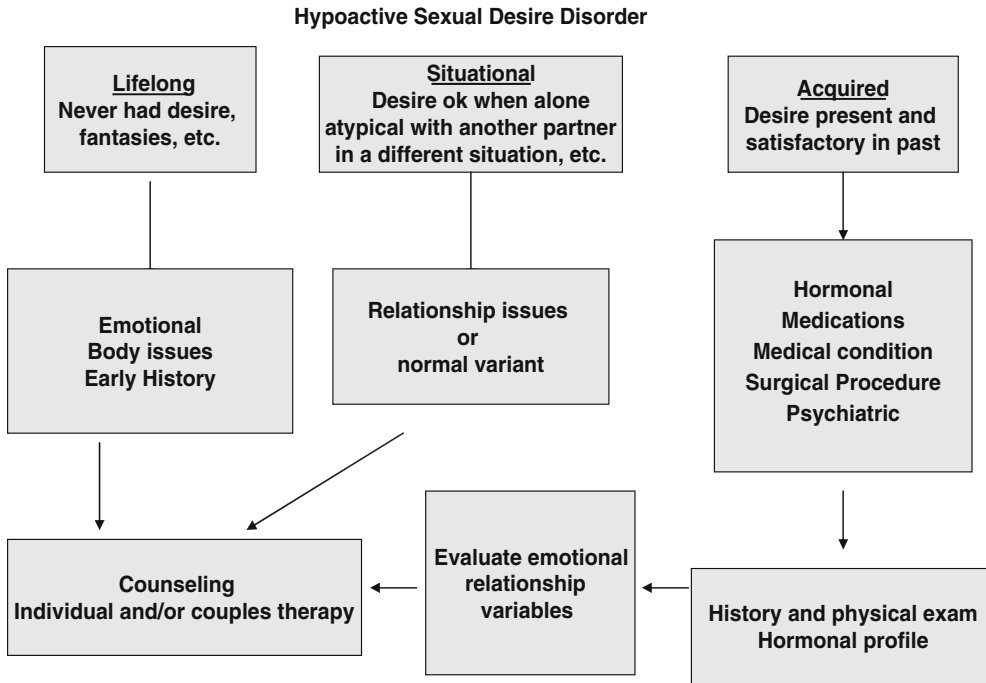 Hypoactive Sexual Desire Disorder
Lifelong
Never had desire,
fantasies, etc.
Situational
Desire ok when alone
atypical with another partner
in a different situation, etc.
Acquired
Desire present and
satisfactory in past
Emotional
Body issues
Early History
Relationship issues
or
normal variant
Hormonal
Medications
Medical condition
Surgical Procedure
Psychiatric
Counseling
Individual and/or couples therapy
Evaluate emotional
relationship
variables
History and physical exam
Hormonal profile